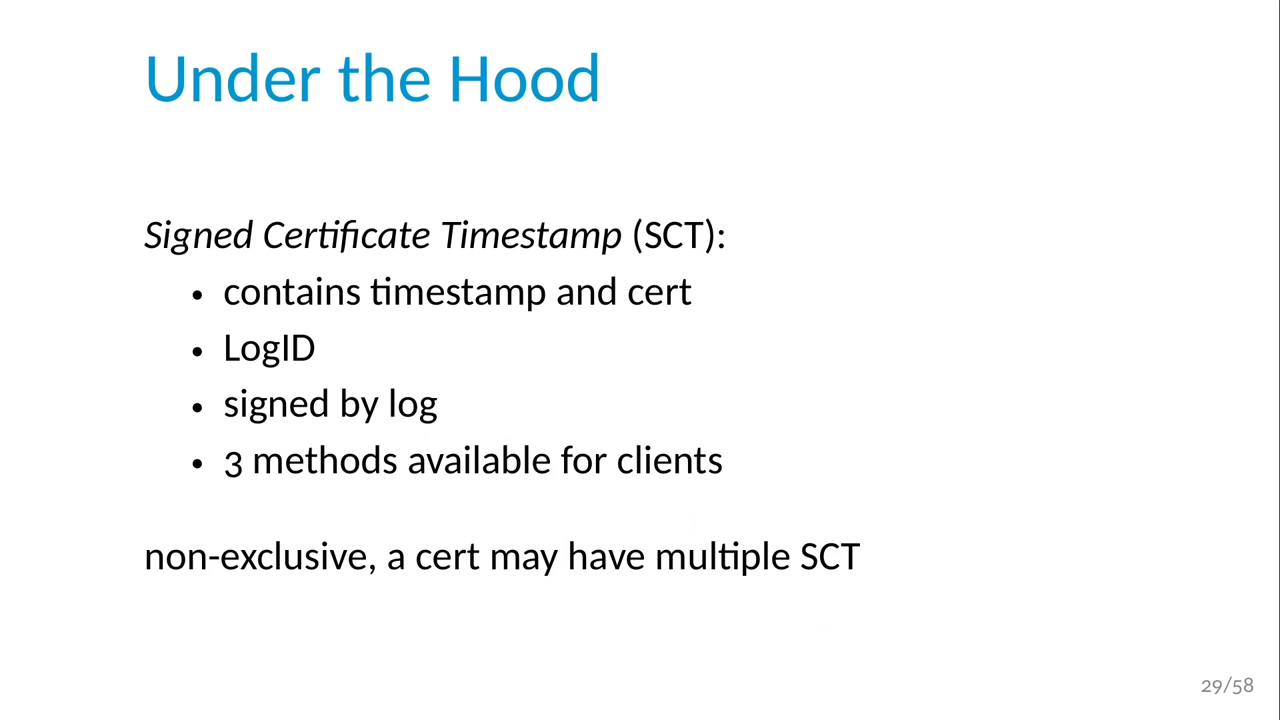 Under the Hood
Signed Certificate Timestamp (SCT):
• contains timestamp and cert
• LogID
• signed by log
• 3 methods available for clients
non-exclusive, a cert may have multiple SCT
29/58